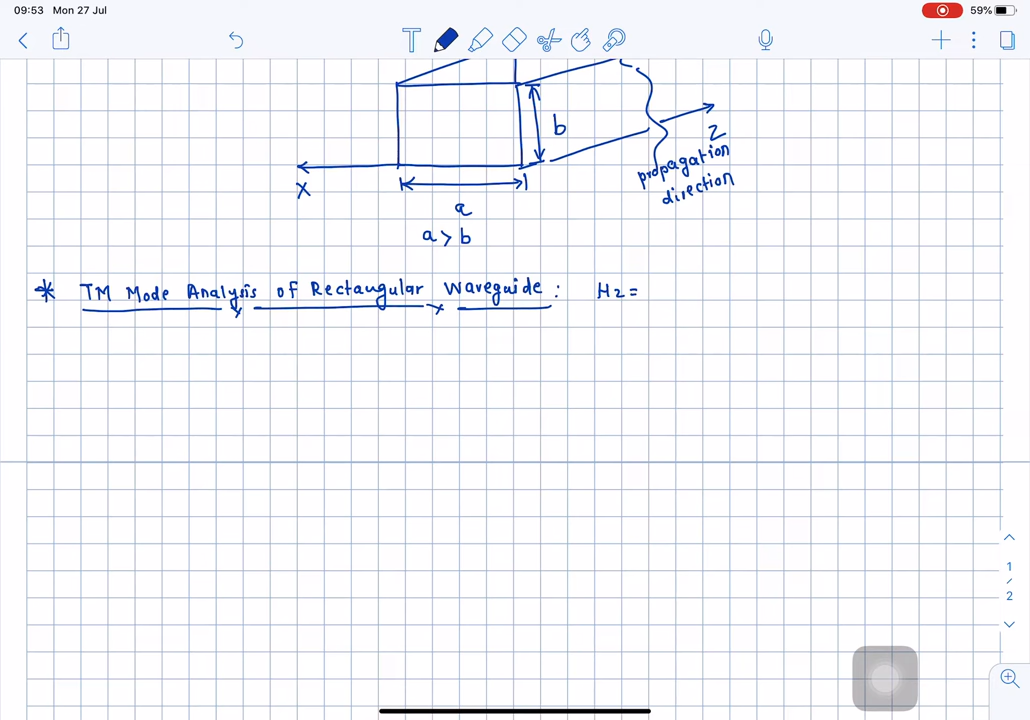 09:53 Mon 27 Jul 59%
T
b
Z
propagation
direction
X
a
a > b
* TM Mode Analysis of Rectangular Waveguide : Hz =
1
/
2